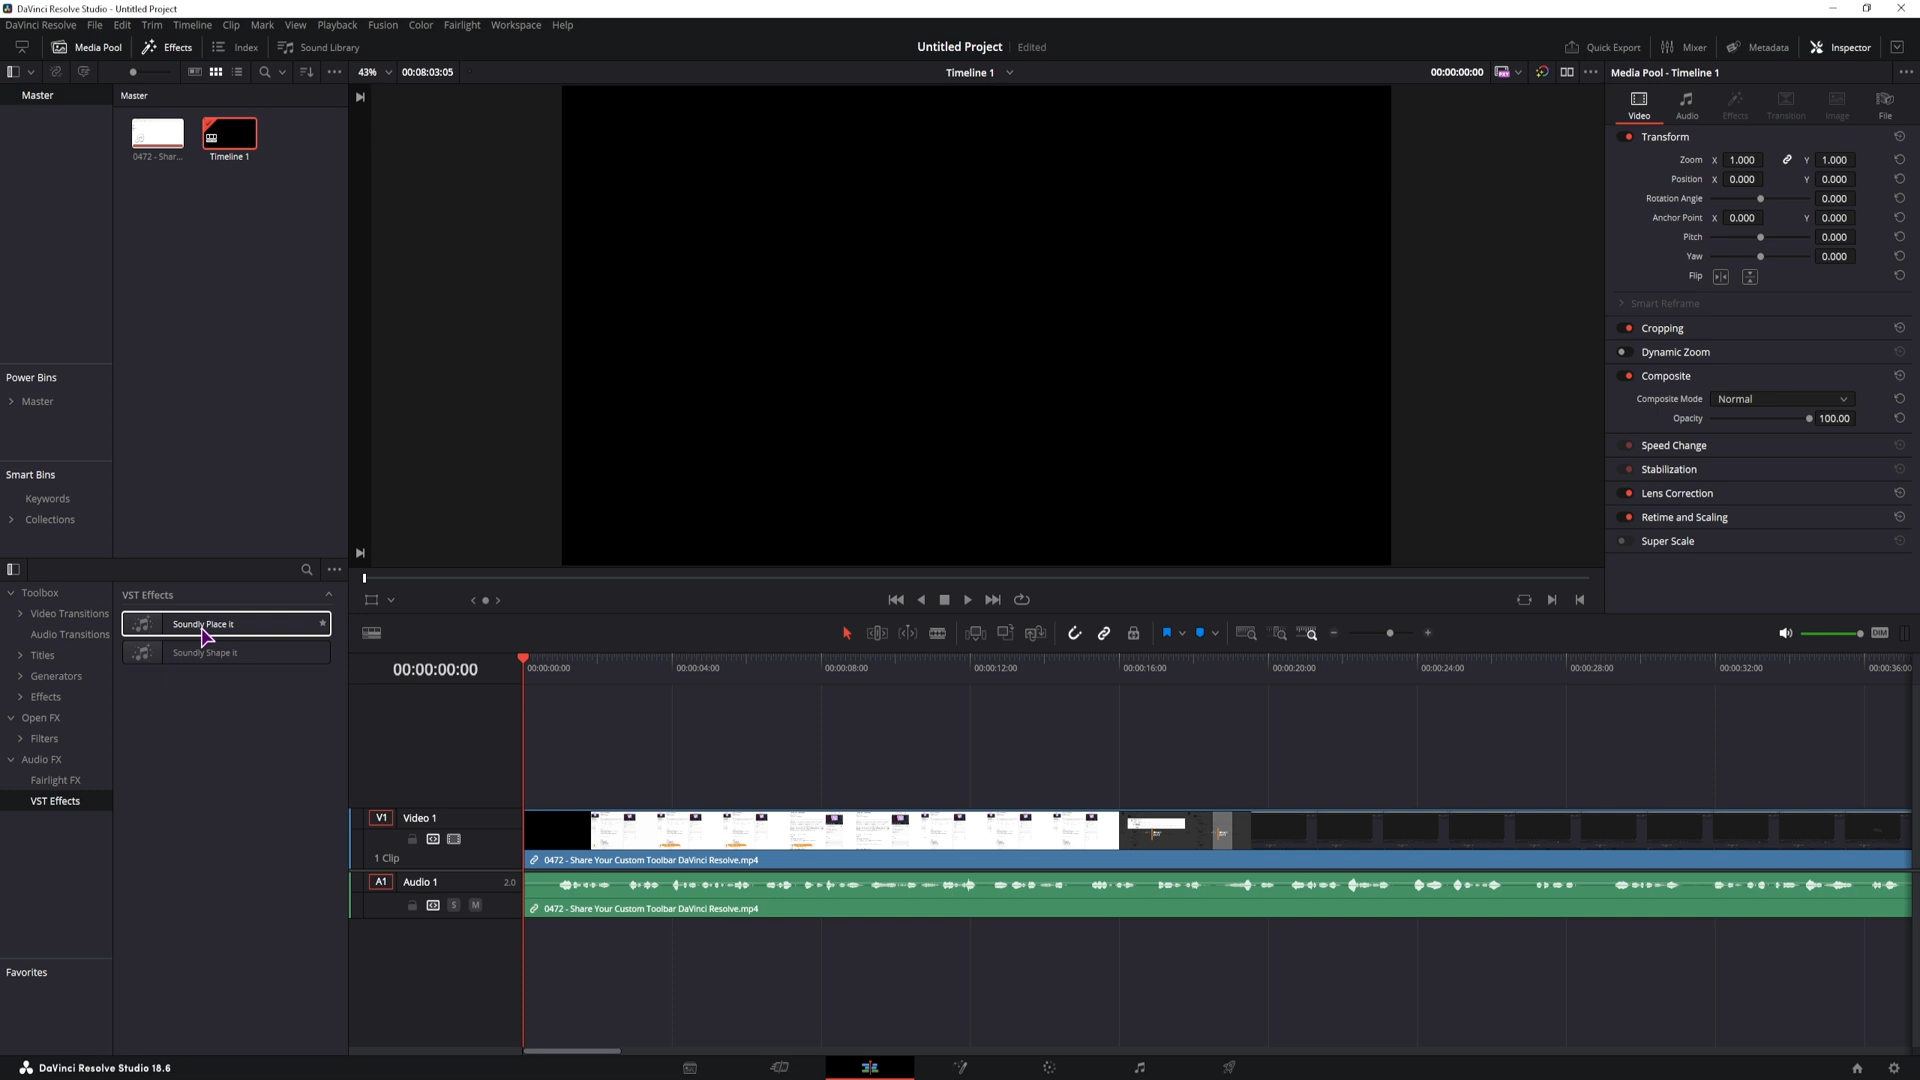 DaVinci Resolve Studio - Untitled Project
DaVinci Resolve File Edit Trim Timeline Clip Mark View Playback Fusion Color Fairlight Workspace Help
Media Pool Effects Index Sound Library Untitled Project Edited Quick Export Mixer Metadata Inspector
43% 00:08:03:05 Timeline 1 00:00:00:00 Media Pool - Timeline 1
Master Master
0472 - Shar... Timeline 1
Power Bins
Master
Smart Bins
Keywords
Collections
Video Audio Effects Transition Image File
Transform
Zoom X 1.000 Y 1.000
Position X 0.000 Y 0.000
Rotation Angle 0.000
Anchor Point X 0.000 Y 0.000
Pitch 0.000
Yaw 0.000
Flip
Smart Reframe
Cropping
Dynamic Zoom
Composite
Composite Mode Normal
Opacity 100.00
Speed Change
Stabilization
Lens Correction
Retime and Scaling
Super Scale
Toolbox
Video Transitions
Audio Transitions
Titles
Generators
Effects
Open FX
Filters
Audio FX
Fairlight FX
VST Effects
Favorites
VST Effects
Soundly Place it
Soundly Shape it
DIM
00:00:00:00 00:00:00:00 00:00:04:00 00:00:08:00 00:00:12:00 00:00:16:00 00:00:20:00 00:00:24:00 00:00:28:00 00:00:32:00 00:00:36:00
V1 Video 1
1 Clip
0472 - Share Your Custom Toolbar DaVinci Resolve.mp4
A1 Audio 1 2.0
S M
0472 - Share Your Custom Toolbar DaVinci Resolve.mp4
DaVinci Resolve Studio 18.6